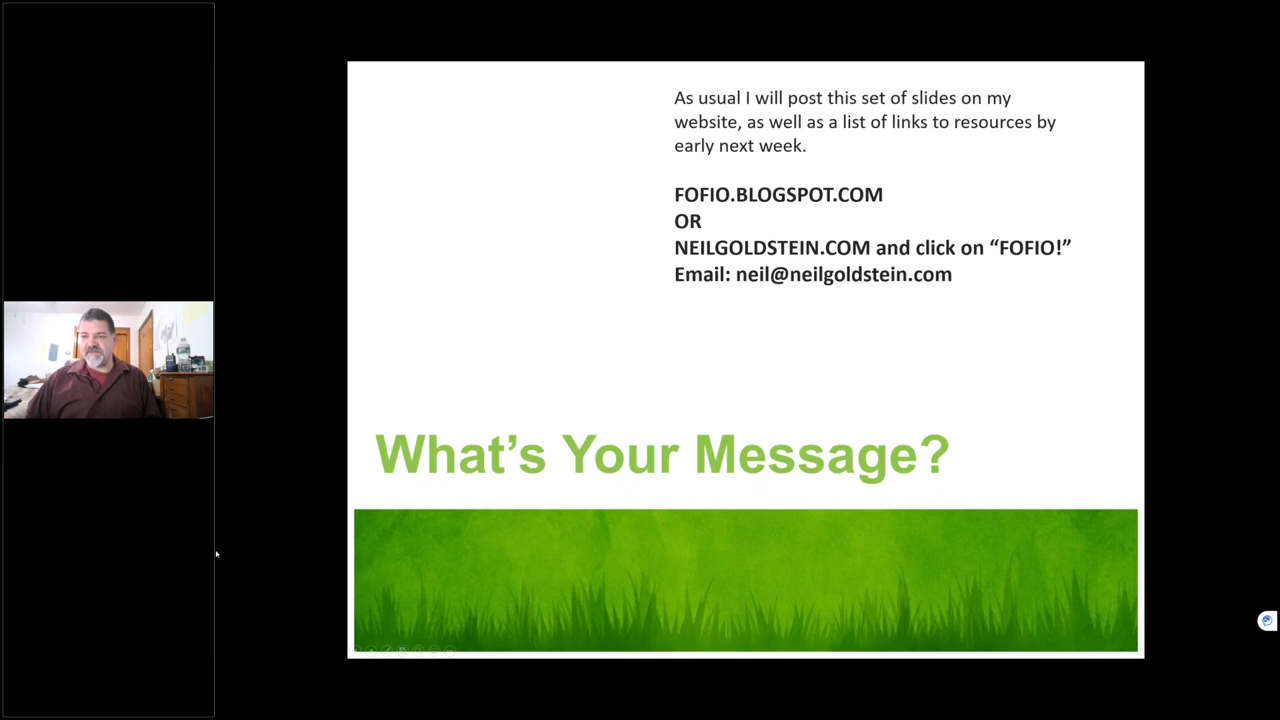 As usual I will post this set of slides on my
website, as well as a list of links to resources by
early next week.
FOFIO.BLOGSPOT.COM
OR
NEILGOLDSTEIN.COM and click on “FOFIO!”
Email: neil@neilgoldstein.com
What’s Your Message?